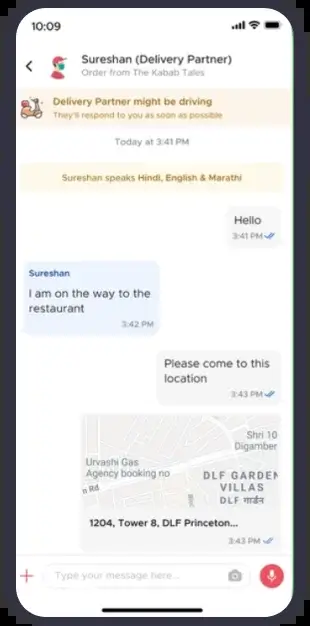 10:09
Sureshan (Delivery Partner)
Order from The Kabab Tales
Delivery Partner might be driving
They'll respond to you as soon as possible
Today at 3:41 PM
Sureshan speaks Hindi, English & Marathi
Hello
3:41 PM
Sureshan
I am on the way to the
restaurant
3:42 PM
Please come to this
location
3:43 PM
Shri 10
Digamber
Urvashi Gas
Agency booking no
n Rd
DLF GARDEN
VILLAS
DLF गार्डन
1204, Tower 8, DLF Princeton...
3:43 PM
Type your message here...